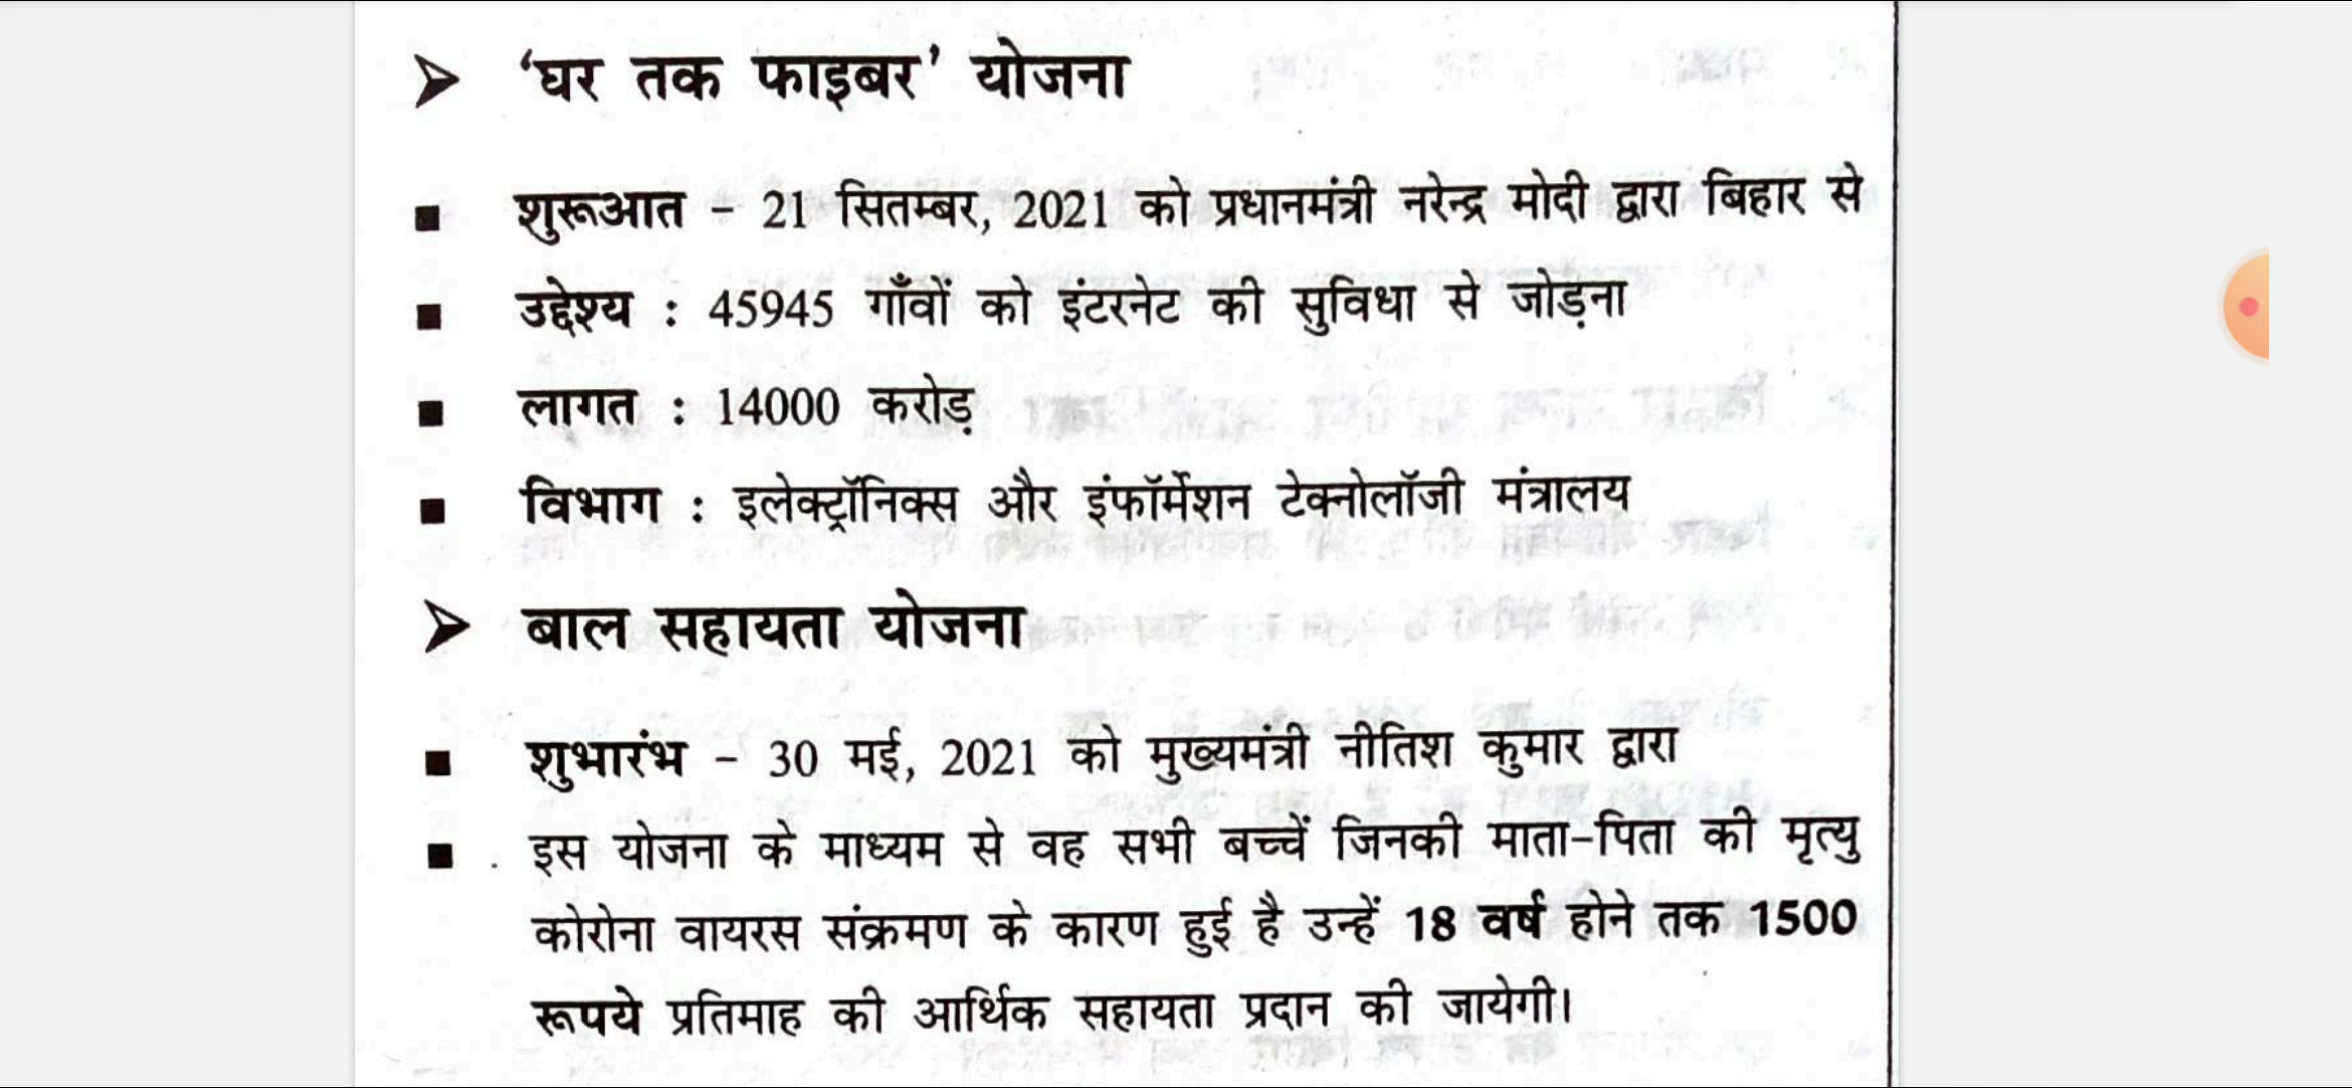 ➤ ‘घर तक फाइबर’ योजना
■ शुरूआत – 21 सितम्बर, 2021 को प्रधानमंत्री नरेन्द्र मोदी द्वारा बिहार से
■ उद्देश्य : 45945 गाँवों को इंटरनेट की सुविधा से जोड़ना
■ लागत : 14000 करोड़
■ विभाग : इलेक्ट्रॉनिक्स और इंफॉर्मेशन टेक्नोलॉजी मंत्रालय
➤ बाल सहायता योजना
■ शुभारंभ – 30 मई, 2021 को मुख्यमंत्री नीतिश कुमार द्वारा
■ इस योजना के माध्यम से वह सभी बच्चें जिनकी माता-पिता की मृत्यु
कोरोना वायरस संक्रमण के कारण हुई है उन्हें 18 वर्ष होने तक 1500
रूपये प्रतिमाह की आर्थिक सहायता प्रदान की जायेगी।